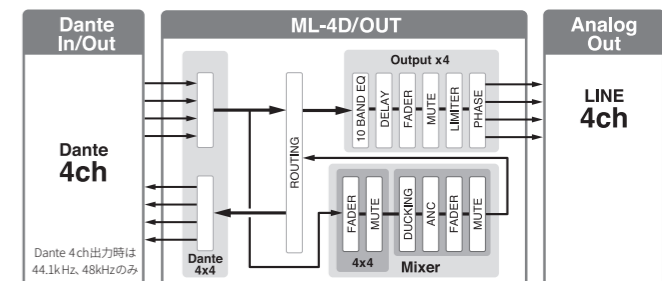 Dante
In/Out
ML-4D/OUT
Analog
Out
Dante
4ch
Dante 4ch出力時は
44.1kHz、48kHzのみ
Dante
4x4
ROUTING
Output x4
10 BAND EQ
DELAY
FADER
MUTE
LIMITER
PHASE
FADER
MUTE
4x4
DUCKING
ANC
FADER
MUTE
Mixer
LINE
4ch